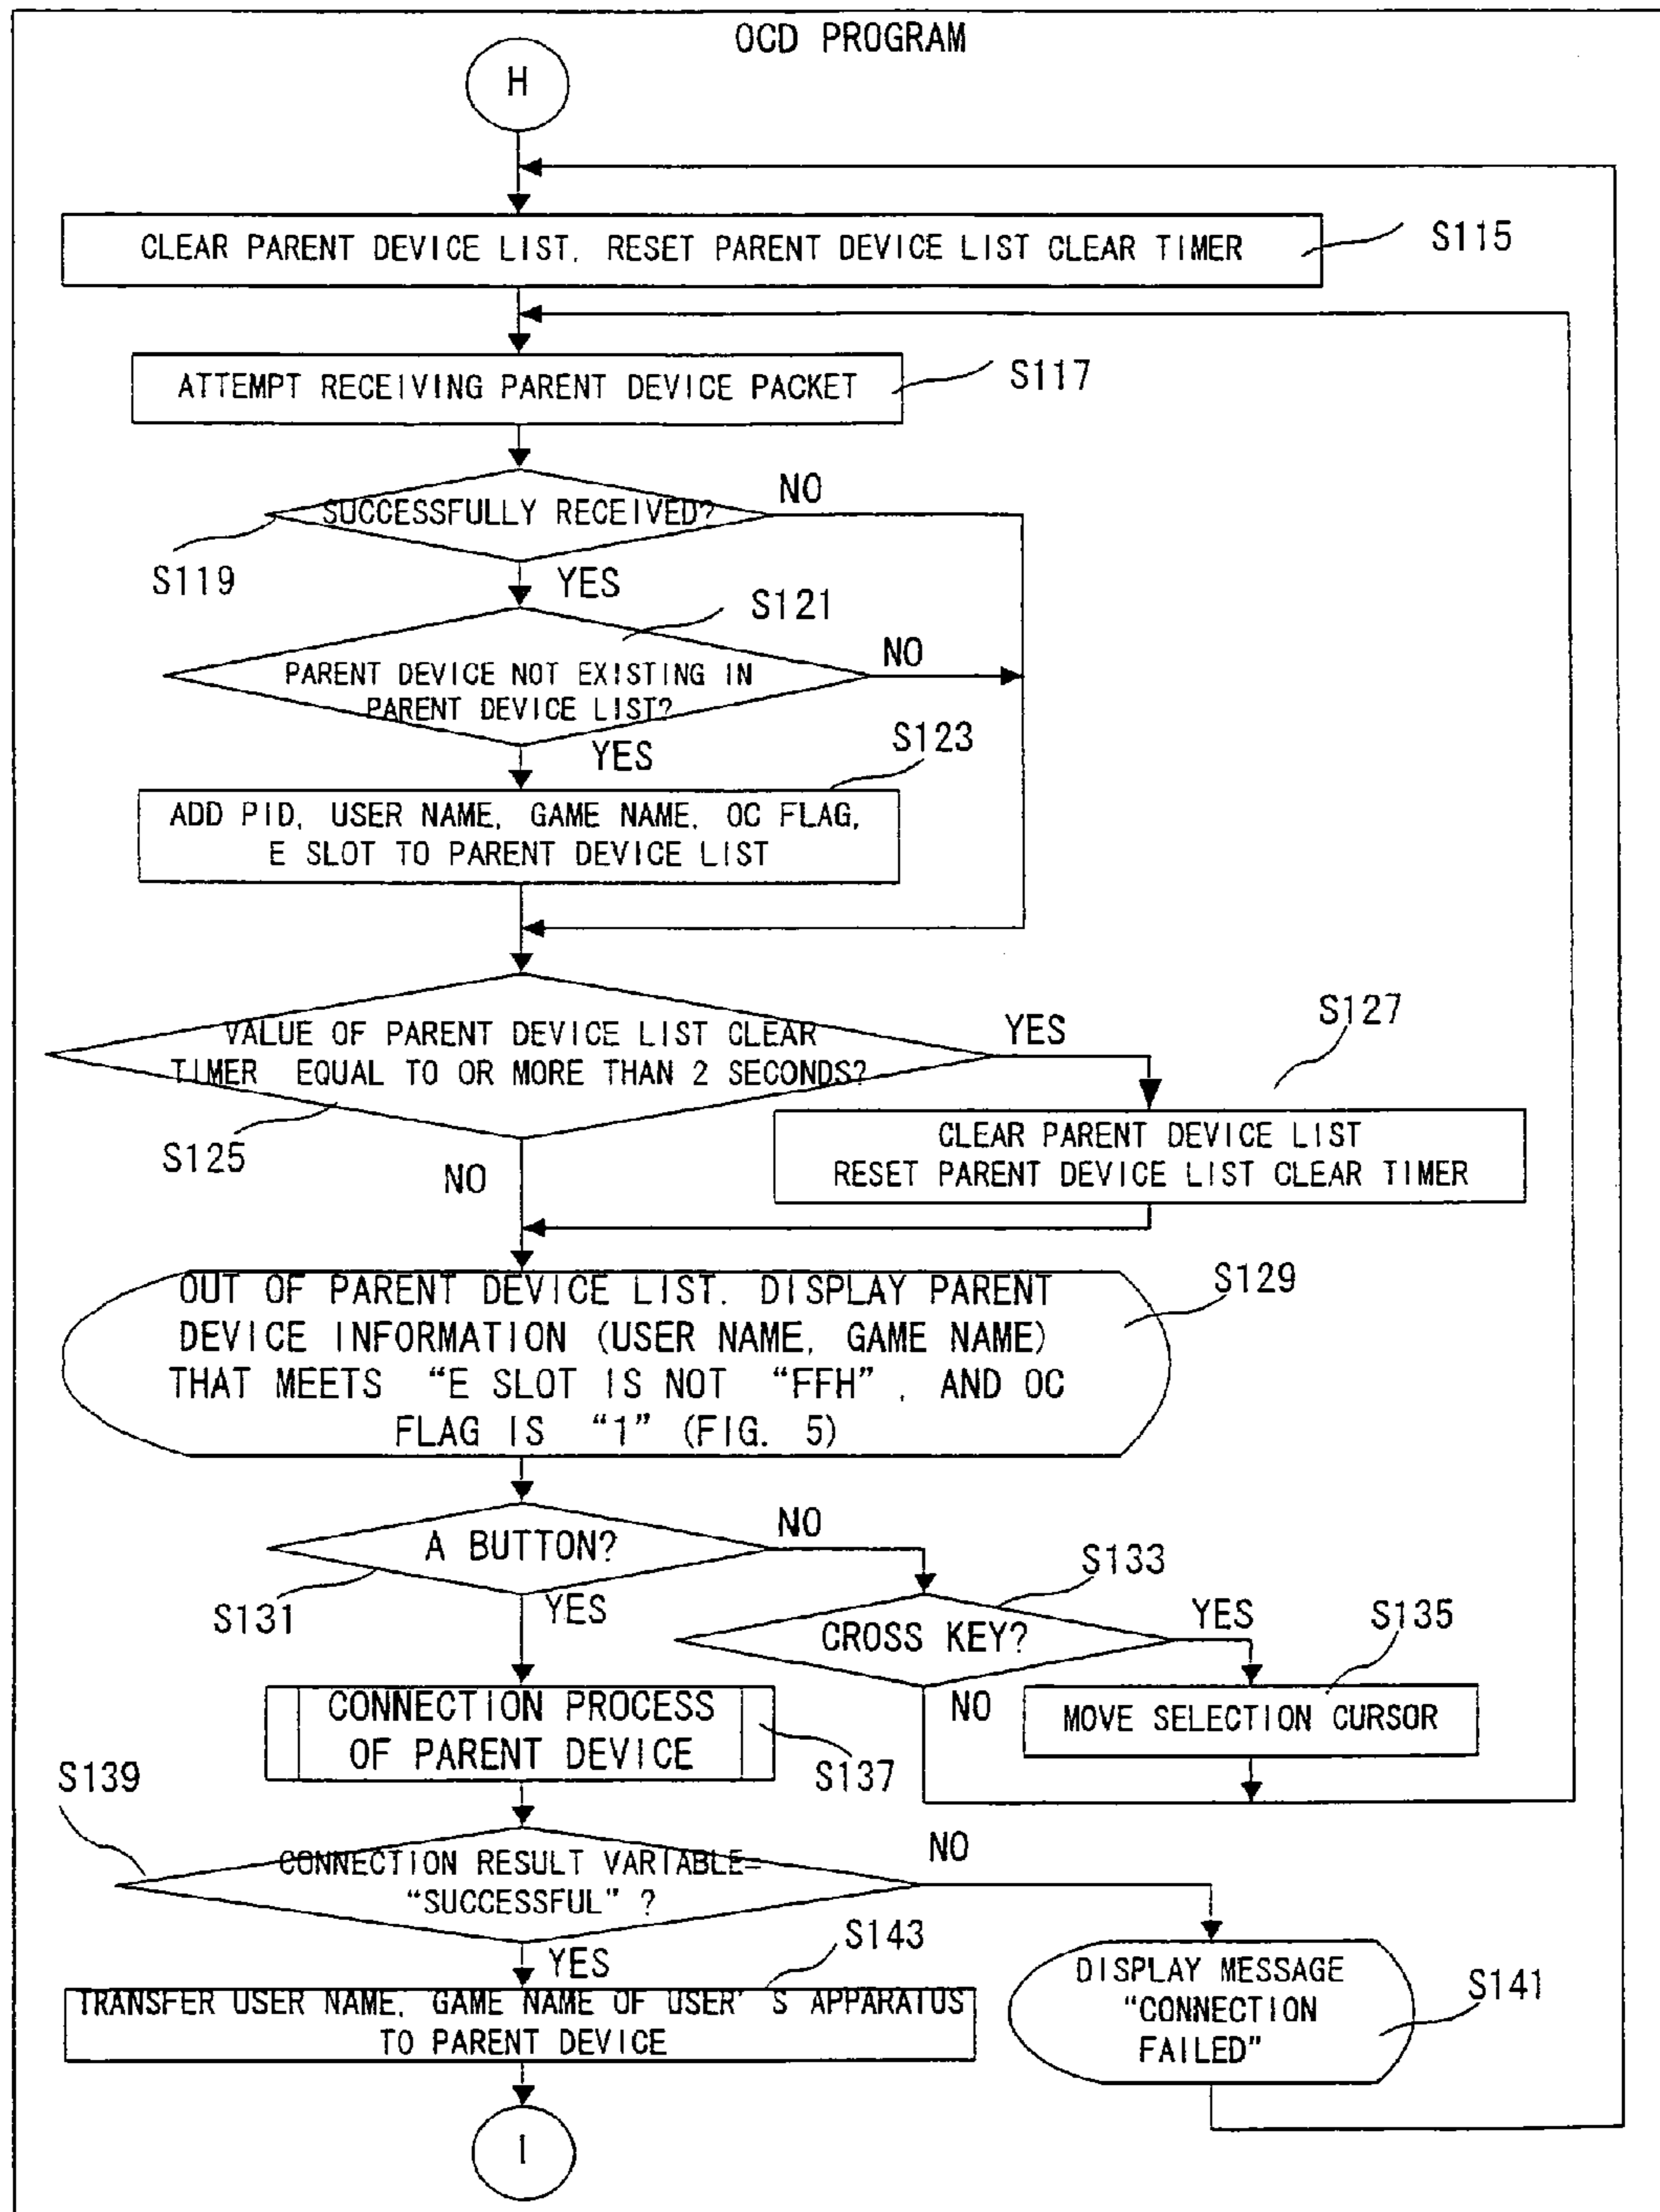 OCD PROGRAM
H
CLEAR PARENT DEVICE LIST. RESET PARENT DEVICE LIST CLEAR TIMER
S115
ATTEMPT RECEIVING PARENT DEVICE PACKET
S117
SUCCESSFULLY RECEIVED?
NO
S119
YES
S121
PARENT DEVICE NOT EXISTING IN
PARENT DEVICE LIST?
NO
YES
S123
ADD PID, USER NAME, GAME NAME, OC FLAG,
E SLOT TO PARENT DEVICE LIST
VALUE OF PARENT DEVICE LIST CLEAR
TIMER EQUAL TO OR MORE THAN 2 SECONDS?
YES
S127
S125
NO
CLEAR PARENT DEVICE LIST
RESET PARENT DEVICE LIST CLEAR TIMER
OUT OF PARENT DEVICE LIST. DISPLAY PARENT
DEVICE INFORMATION (USER NAME, GAME NAME)
THAT MEETS “E SLOT IS NOT “FFH”, AND OC
FLAG IS “1” (FIG. 5)
S129
A BUTTON?
NO
S131
YES
S133
CROSS KEY?
YES
S135
NO
MOVE SELECTION CURSOR
CONNECTION PROCESS
OF PARENT DEVICE
S137
S139
CONNECTION RESULT VARIABLE=
“SUCCESSFUL” ?
NO
YES
S143
TRANSFER USER NAME, GAME NAME OF USER' S APPARATUS
TO PARENT DEVICE
DISPLAY MESSAGE
“CONNECTION
FAILED”
S141
I